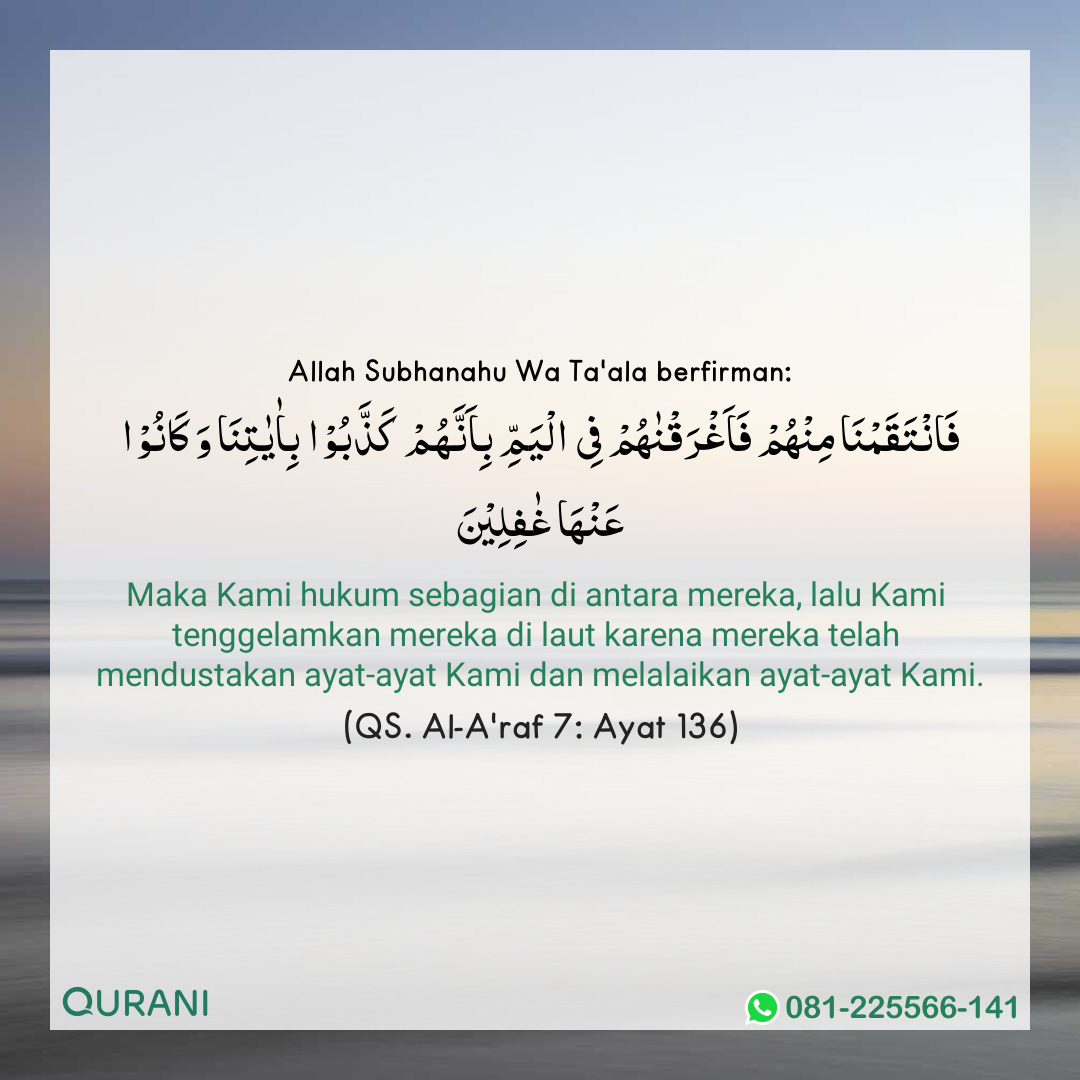 Allah Subhanahu Wa Ta'ala berfirman:
فَانْتَقَمْنَا مِنْهُمْ فَاَغْرَقْنٰهُمْ فِى الْيَمِّ بِاَنَّهُمْ كَذَّبُوْا بِاٰيٰتِنَا وَكَانُوْا
عَنْهَا غٰفِلِيْنَ
Maka Kami hukum sebagian di antara mereka, lalu Kami
tenggelamkan mereka di laut karena mereka telah
mendustakan ayat-ayat Kami dan melalaikan ayat-ayat Kami.
(QS. Al-A'raf 7: Ayat 136)
QURANI
081-225566-141